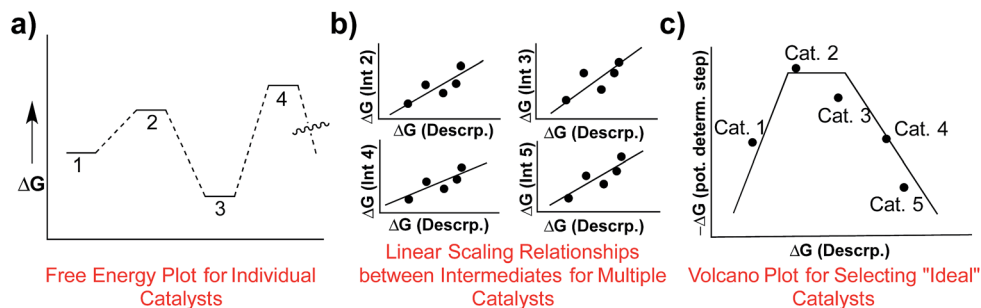 a)
ΔG
1
2
3
4
Free Energy Plot for Individual
Catalysts
b)
ΔG (Int 2)
ΔG (Descrp.)
ΔG (Int 3)
ΔG (Descrp.)
ΔG (Int 4)
ΔG (Descrp.)
ΔG (Int 5)
ΔG (Descrp.)
Linear Scaling Relationships
between Intermediates for Multiple
Catalysts
c)
−ΔG (pot. determ. step)
Cat. 1
Cat. 2
Cat. 3
Cat. 4
Cat. 5
ΔG (Descrp.)
Volcano Plot for Selecting "Ideal"
Catalysts